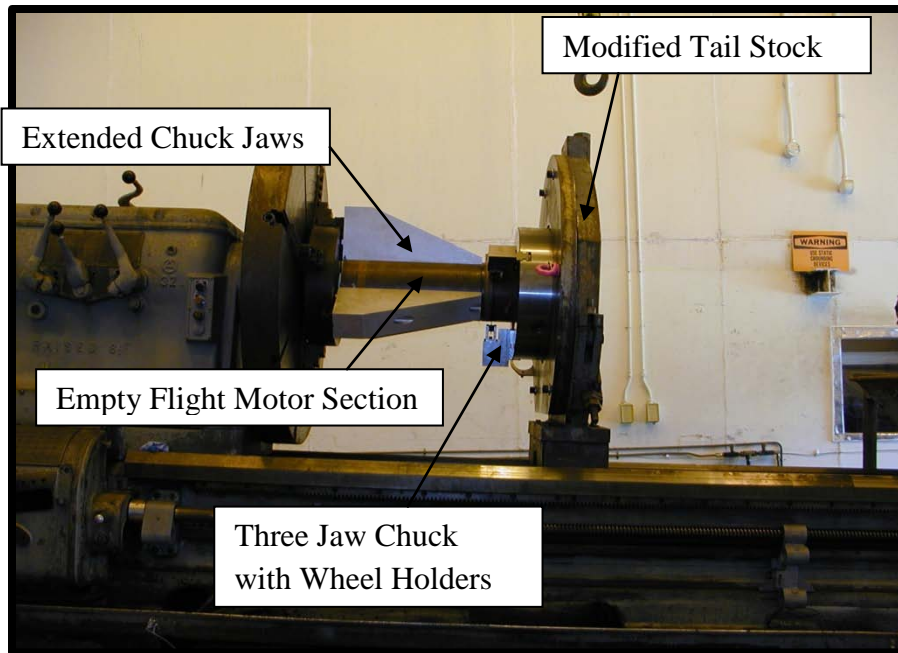 Modified Tail Stock
Extended Chuck Jaws
WARNING
Empty Flight Motor Section
Three Jaw Chuck
with Wheel Holders